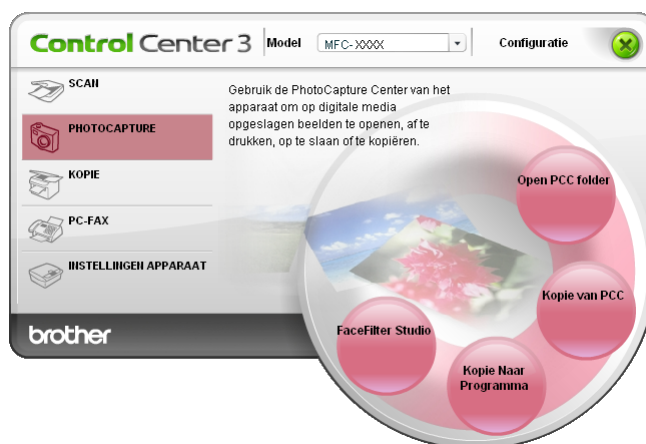 Control Center 3
Model
MFC-XXXX
Configuratie
SCAN
PHOTOCAPTURE
KOPIE
PC-FAX
INSTELLINGEN APPARAAT
Gebruik de PhotoCapture Center van het
apparaat om op digitale media
opgeslagen beelden te openen, af te
drukken, op te slaan of te kopiëren.
Open PCC folder
Kopie van PCC
Kopie Naar
Programma
FaceFilter Studio
brother